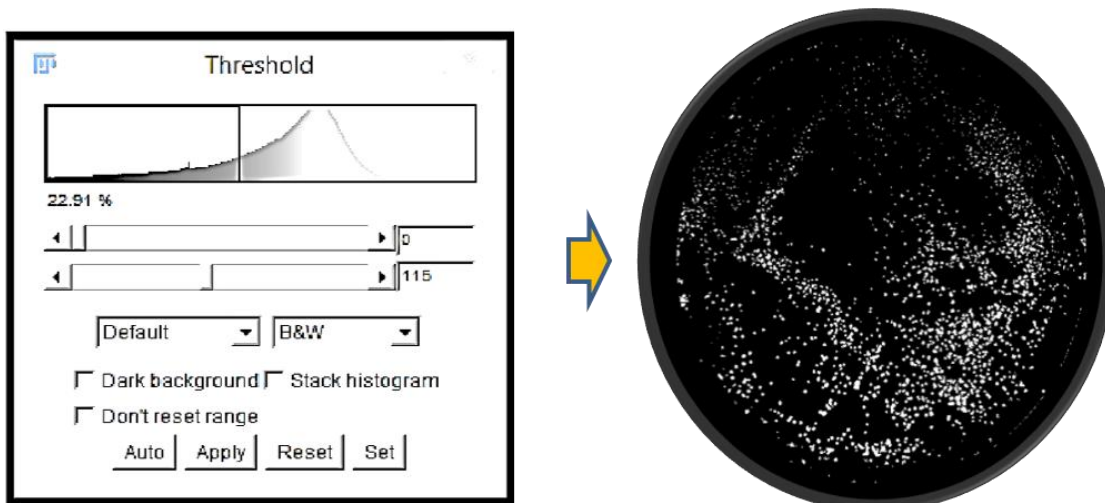 Threshold
22.91 %
0
115
Default B&W
Dark background Stack histogram
Don't reset range
Auto Apply Reset Set